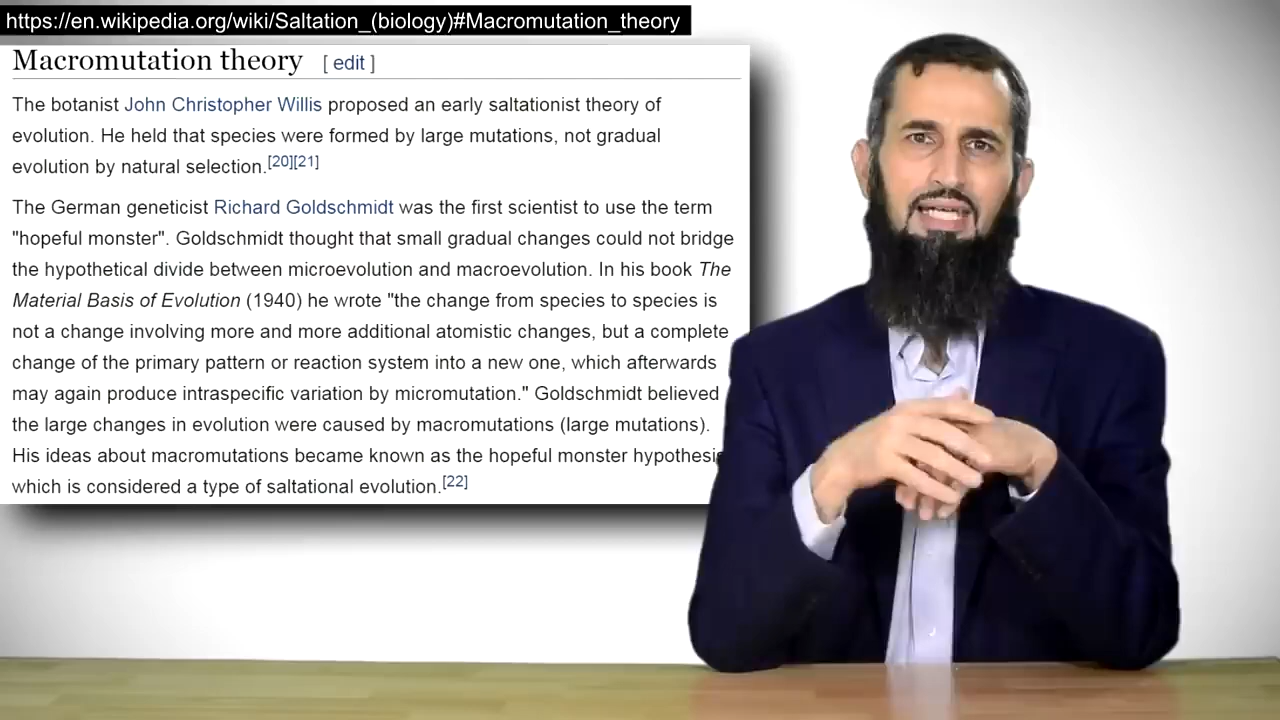 https://en.wikipedia.org/wiki/Saltation_(biology)#Macromutation_theory
Macromutation theory [ edit ]
The botanist John Christopher Willis proposed an early saltationist theory of
evolution. He held that species were formed by large mutations, not gradual
evolution by natural selection.[20][21]
The German geneticist Richard Goldschmidt was the first scientist to use the term
"hopeful monster". Goldschmidt thought that small gradual changes could not bridge
the hypothetical divide between microevolution and macroevolution. In his book The
Material Basis of Evolution (1940) he wrote "the change from species to species is
not a change involving more and more additional atomistic changes, but a complete
change of the primary pattern or reaction system into a new one, which afterwards
may again produce intraspecific variation by micromutation." Goldschmidt believed
the large changes in evolution were caused by macromutations (large mutations).
His ideas about macromutations became known as the hopeful monster hypothesis
which is considered a type of saltational evolution.[22]